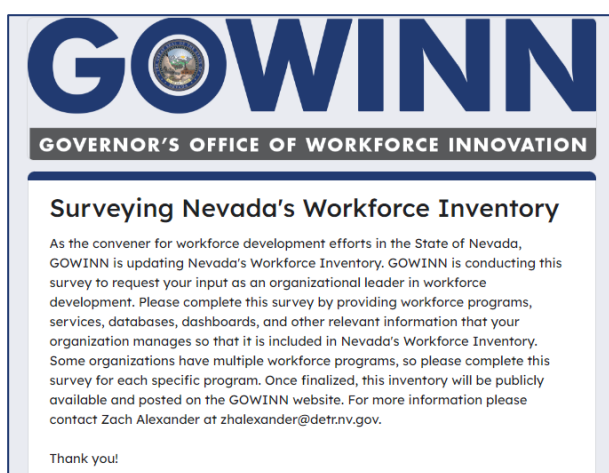 GOWINN
GOVERNOR'S OFFICE OF WORKFORCE INNOVATION
Surveying Nevada's Workforce Inventory
As the convener for workforce development efforts in the State of Nevada,
GOWINN is updating Nevada's Workforce Inventory. GOWINN is conducting this
survey to request your input as an organizational leader in workforce
development. Please complete this survey by providing workforce programs,
services, databases, dashboards, and other relevant information that your
organization manages so that it is included in Nevada's Workforce Inventory.
Some organizations have multiple workforce programs, so please complete this
survey for each specific program. Once finalized, this inventory will be publicly
available and posted on the GOWINN website. For more information please
contact Zach Alexander at zhalexander@detr.nv.gov.
Thank you!